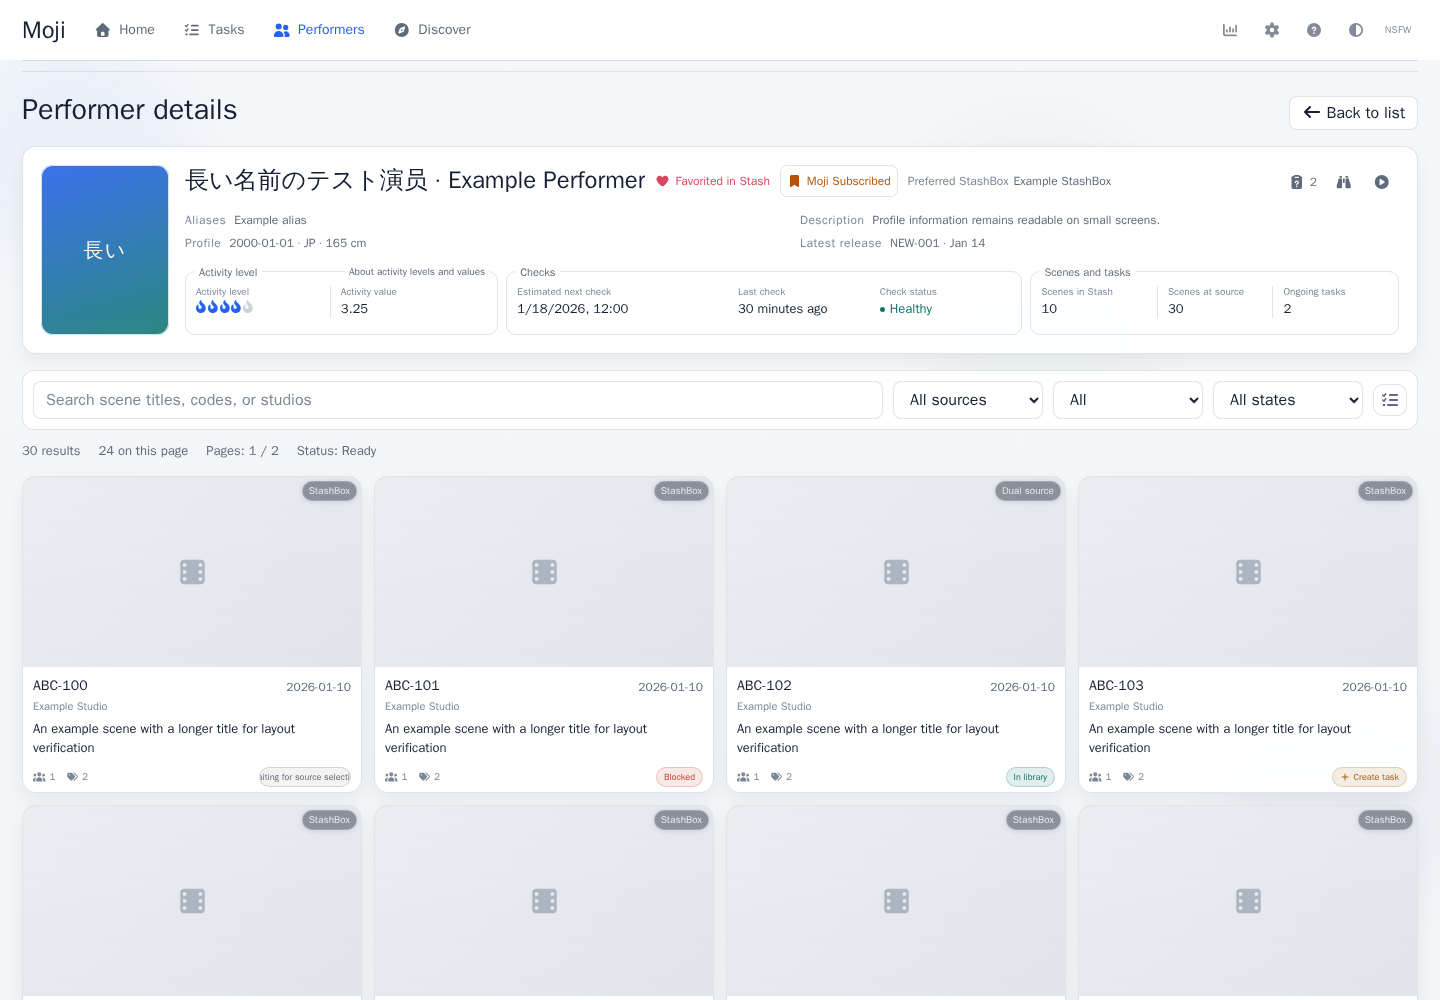 Moji
Home
Tasks
Performers
Discover
NSFW
Performer details
Back to list
長い
長い名前のテスト演员 · Example Performer
Favorited in Stash
Moji Subscribed
Preferred StashBox Example StashBox
2
Aliases Example alias
Description Profile information remains readable on small screens.
Profile 2000-01-01 · JP · 165 cm
Latest release NEW-001 · Jan 14
Activity level
About activity levels and values
Activity level
Activity value
3.25
Checks
Estimated next check
1/18/2026, 12:00
Last check
30 minutes ago
Check status
Healthy
Scenes and tasks
Scenes in Stash
10
Scenes at source
30
Ongoing tasks
2
Search scene titles, codes, or studios
All sources
All
All states
30 results
24 on this page
Pages: 1 / 2
Status: Ready
StashBox
ABC-100
2026-01-10
Example Studio
An example scene with a longer title for layout
verification
1
2
iting for source selecti
StashBox
ABC-101
2026-01-10
Example Studio
An example scene with a longer title for layout
verification
1
2
Blocked
Dual source
ABC-102
2026-01-10
Example Studio
An example scene with a longer title for layout
verification
1
2
In library
StashBox
ABC-103
2026-01-10
Example Studio
An example scene with a longer title for layout
verification
1
2
Create task
StashBox
StashBox
StashBox
StashBox